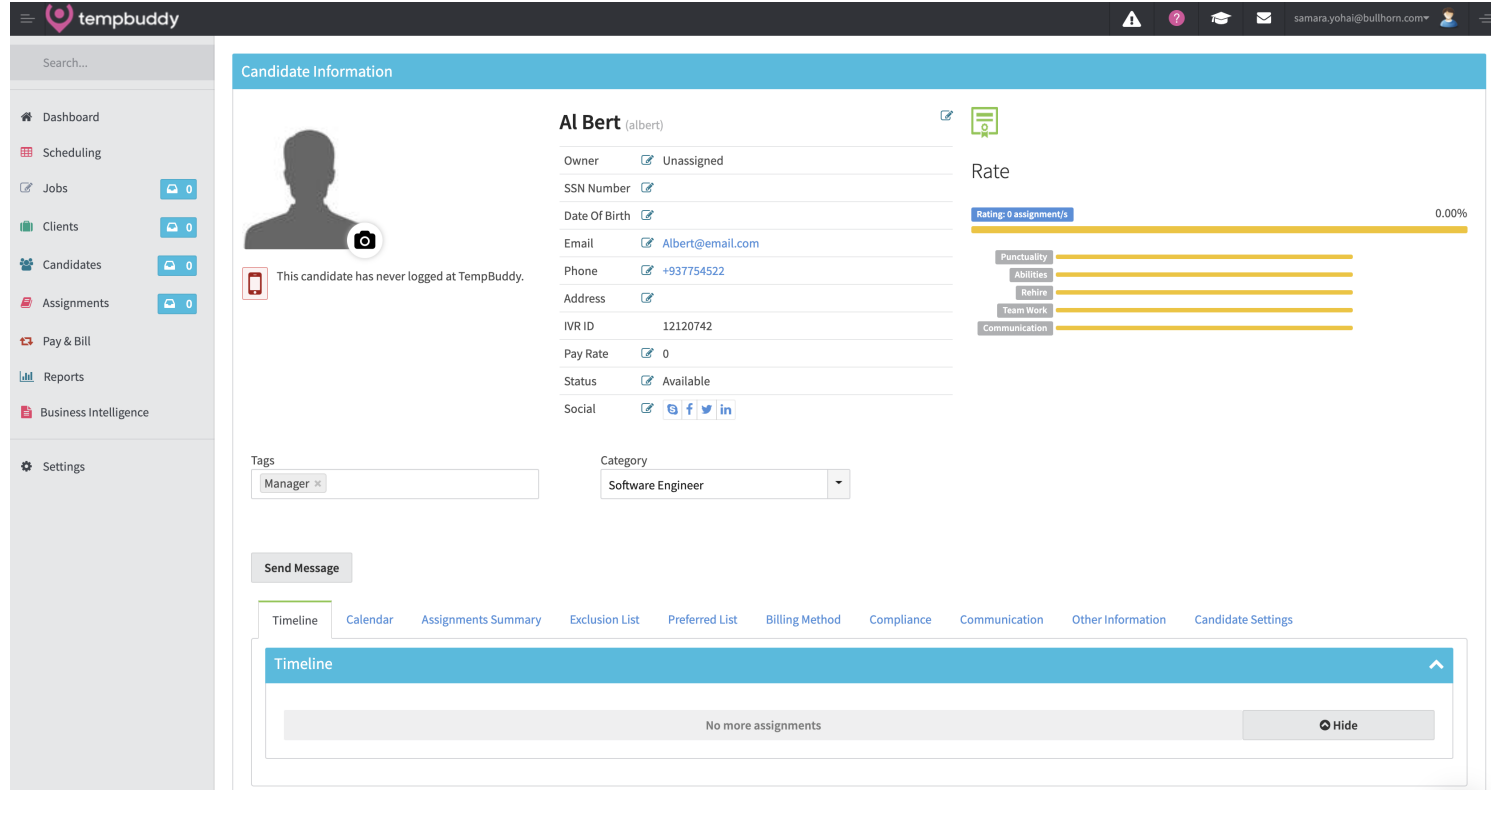 tempbuddy
samara.yohai@bullhorn.com
Search...
Dashboard
Scheduling
Jobs 0
Clients 0
Candidates 0
Assignments 0
Pay & Bill
Reports
Business Intelligence
Settings
Candidate Information
This candidate has never logged at TempBuddy.
Al Bert (albert)
Owner Unassigned
SSN Number
Date Of Birth
Email Albert@email.com
Phone +937754522
Address
IVR ID 12120742
Pay Rate 0
Status Available
Social
Rate
Rating: 0 assignment/s 0.00%
Punctuality
Abilities
Rehire
Team Work
Communication
Tags
Manager ×
Category
Software Engineer
Send Message
Timeline Calendar Assignments Summary Exclusion List Preferred List Billing Method Compliance Communication Other Information Candidate Settings
Timeline
No more assignments Hide